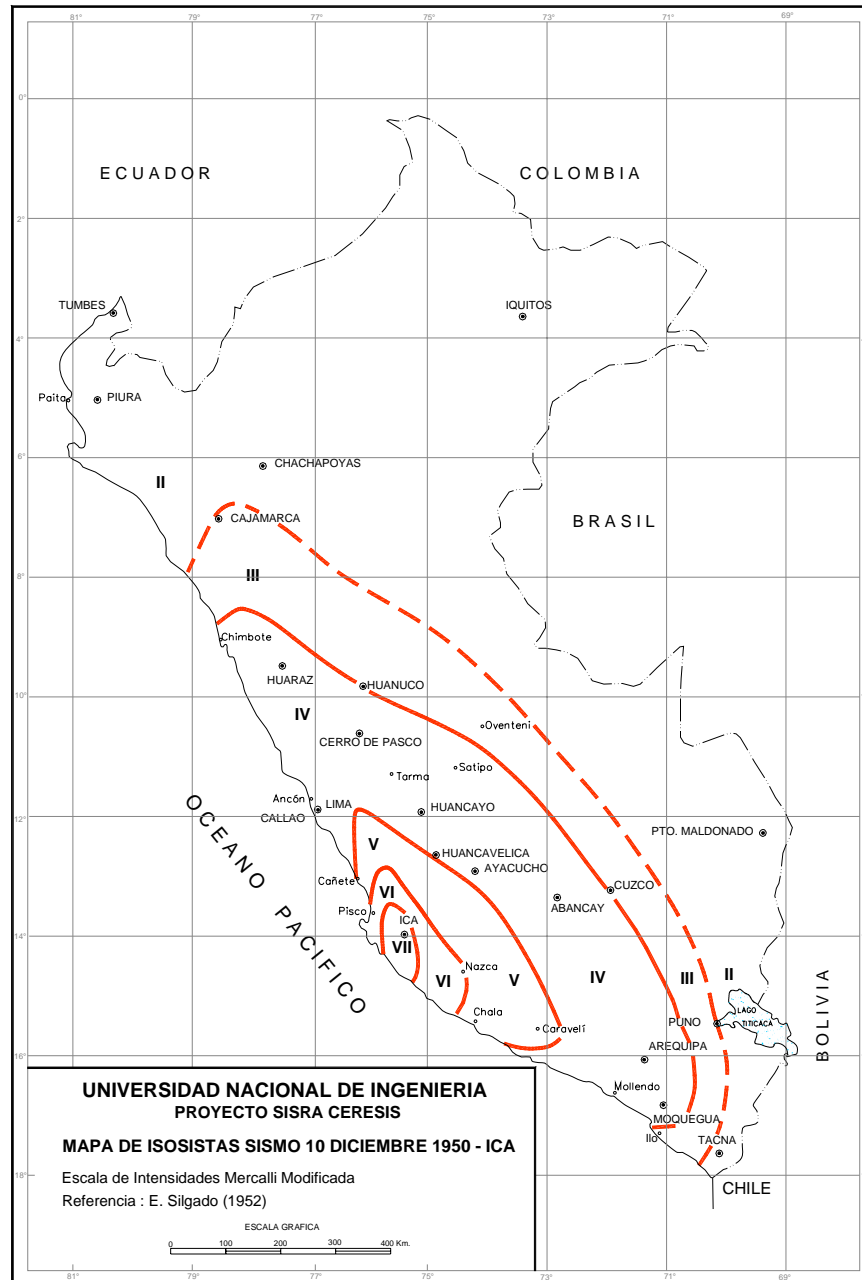 81° 79° 77° 75° 73° 71° 69°
0°
ECUADOR COLOMBIA
2°
TUMBES IQUITOS
4°
Paita PIURA
6°
CHACHAPOYAS
II
CAJAMARCA
BRASIL
III
8°
Chimbote
HUARAZ
HUANUCO
10°
IV
Oventeni
CERRO DE PASCO
Satipo
Tarma
Ancón
LIMA
CALLAO
HUANCAYO
12°
PTO. MALDONADO
V
HUANCAVELICA
AYACUCHO
Cañete
CUZCO
VI
ABANCAY
Pisco
ICA
OCEANO PACIFICO
14°
VII
Nazca
VI V IV III II
Chala
PUNO
LAGO
TITICACA
Caravelí
BOLIVIA
AREQUIPA
16°
Mollendo
MOQUEGUA
Ilo
TACNA
18°
CHILE
UNIVERSIDAD NACIONAL DE INGENIERIA
PROYECTO SISRA CERESIS
MAPA DE ISOSISTAS SISMO 10 DICIEMBRE 1950 - ICA
Escala de Intensidades Mercalli Modificada
Referencia : E. Silgado (1952)
ESCALA GRAFICA
0 100 200 300 400 Km.
81° 79° 77° 75° 73° 71° 69°